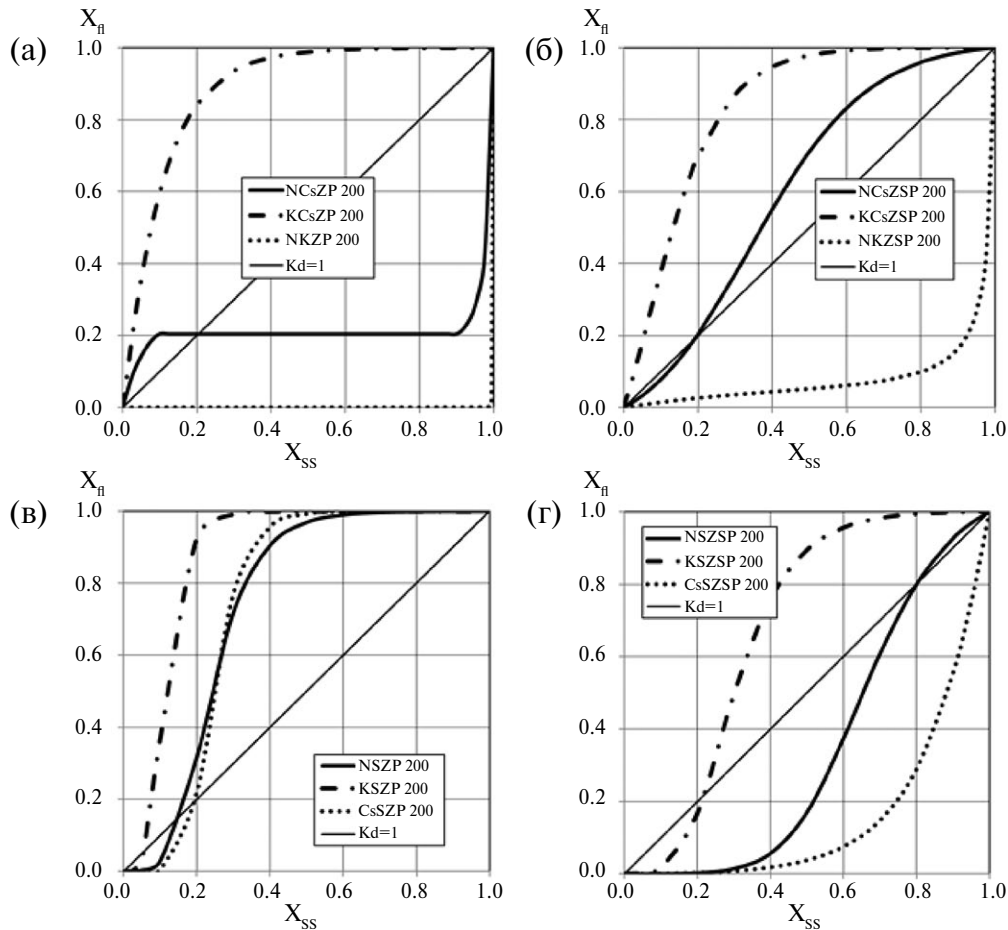 (а)
X_fl
1.0
0.8
0.6
0.4
0.2
0.0
NCsZP 200
KCsZP 200
NKZP 200
Kd=1
0.0 0.2 0.4 0.6 0.8 1.0
X_SS
(б)
X_fl
1.0
0.8
0.6
0.4
0.2
0.0
NCsZSP 200
KCsZSP 200
NKZSP 200
Kd=1
0.0 0.2 0.4 0.6 0.8 1.0
X_SS
(в)
X_fl
1.0
0.8
0.6
0.4
0.2
0.0
NSZP 200
KSZP 200
CsSZP 200
Kd=1
0.0 0.2 0.4 0.6 0.8 1.0
X_SS
(г)
X_fl
1.0
0.8
0.6
0.4
0.2
0.0
NSZSP 200
KSZSP 200
CsSZSP 200
Kd=1
0.0 0.2 0.4 0.6 0.8 1.0
X_SS